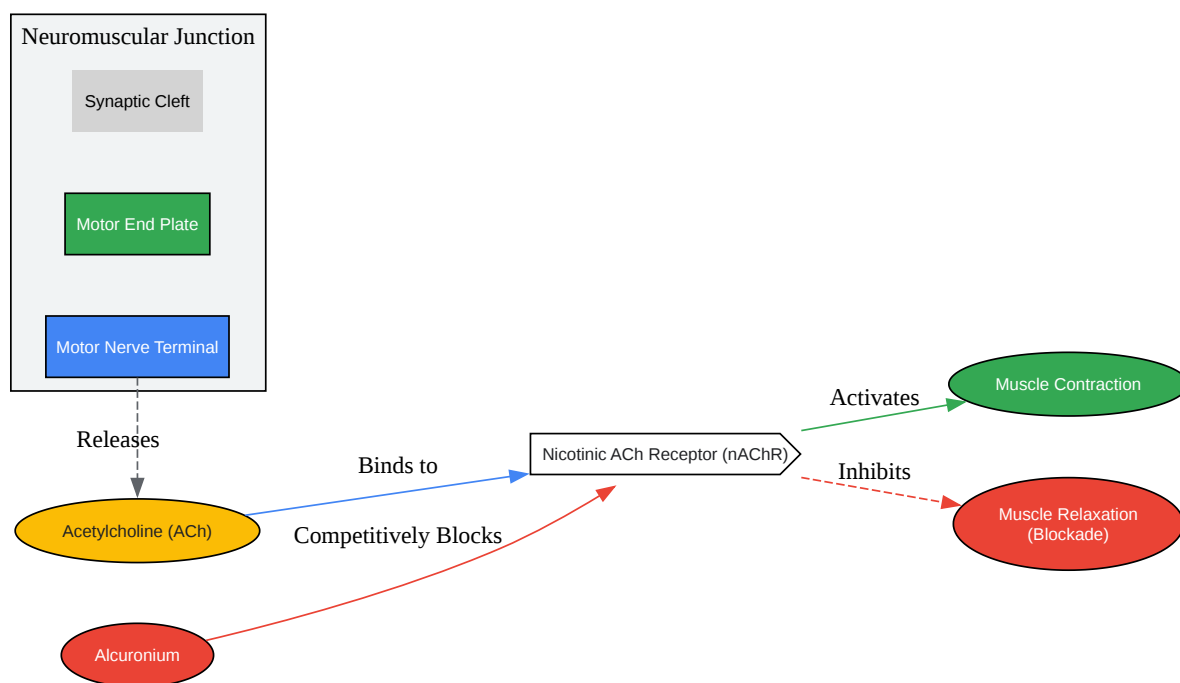 Neuromuscular Junction
Synaptic Cleft
Motor End Plate
Motor Nerve Terminal
Releases
Acetylcholine (ACh)
Alcuronium
Binds to
Competitively Blocks
Nicotinic ACh Receptor (nAChR)
Activates
Inhibits
Muscle Contraction
Muscle Relaxation
(Blockade)